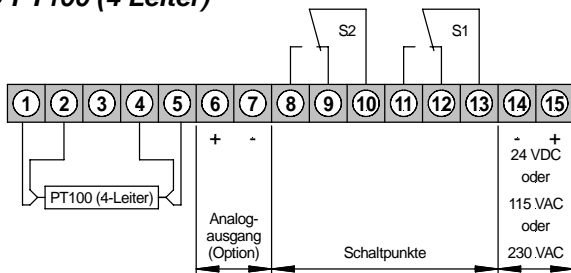 PT100 (4-Leiter)
S2 S1
1 2 3 4 5 6 7 8 9 10 11 12 13 14 15
+ - - +
PT100 (4-Leiter)
Analog-
ausgang
(Option)
Schaltpunkte
24 VDC
oder
115 VAC
oder
230 VAC